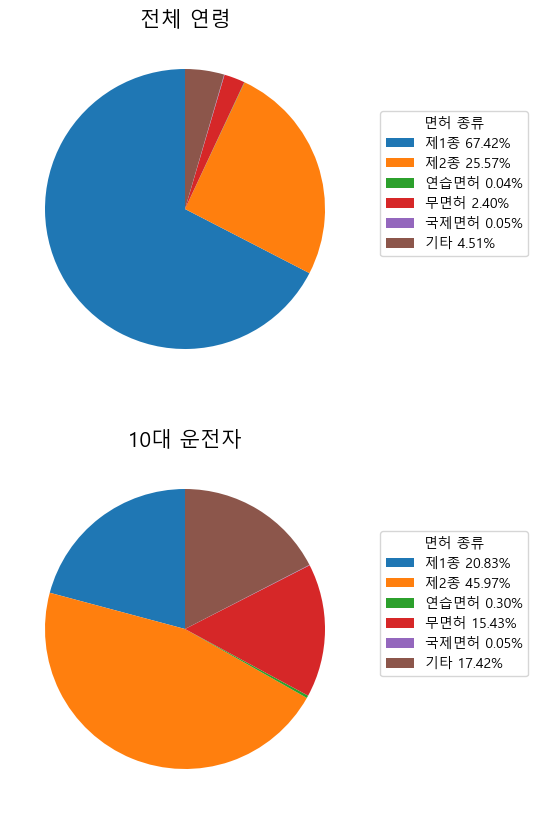 전체 연령
면허 종류
제1종 67.42%
제2종 25.57%
연습면허 0.04%
무면허 2.40%
국제면허 0.05%
기타 4.51%
10대 운전자
면허 종류
제1종 20.83%
제2종 45.97%
연습면허 0.30%
무면허 15.43%
국제면허 0.05%
기타 17.42%